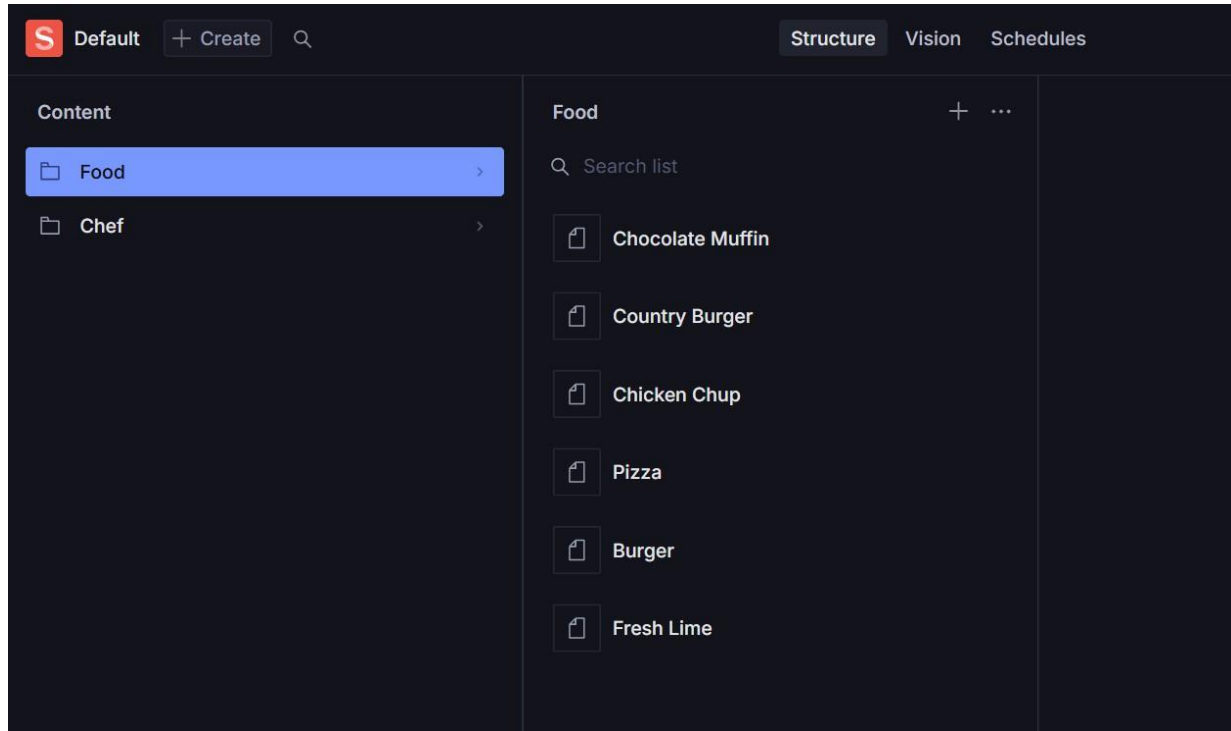 S Default + Create Structure Vision Schedules
Content
Food
Chef
Food
Search list
Chocolate Muffin
Country Burger
Chicken Chup
Pizza
Burger
Fresh Lime